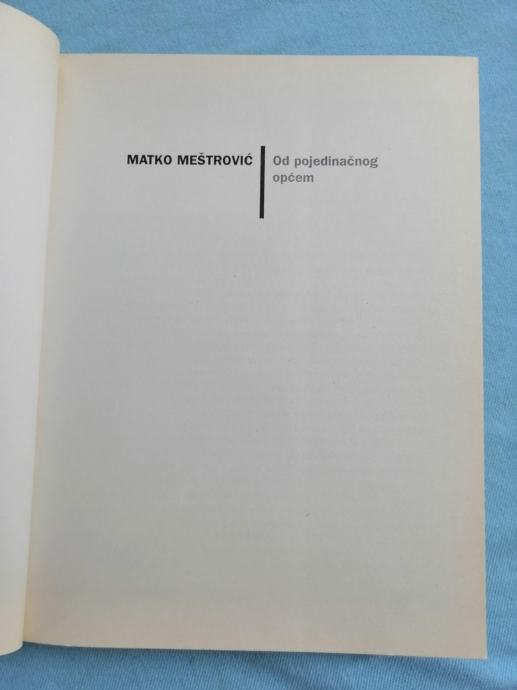 MATKO MEŠTROVIĆ
Od pojedinačnog
općem